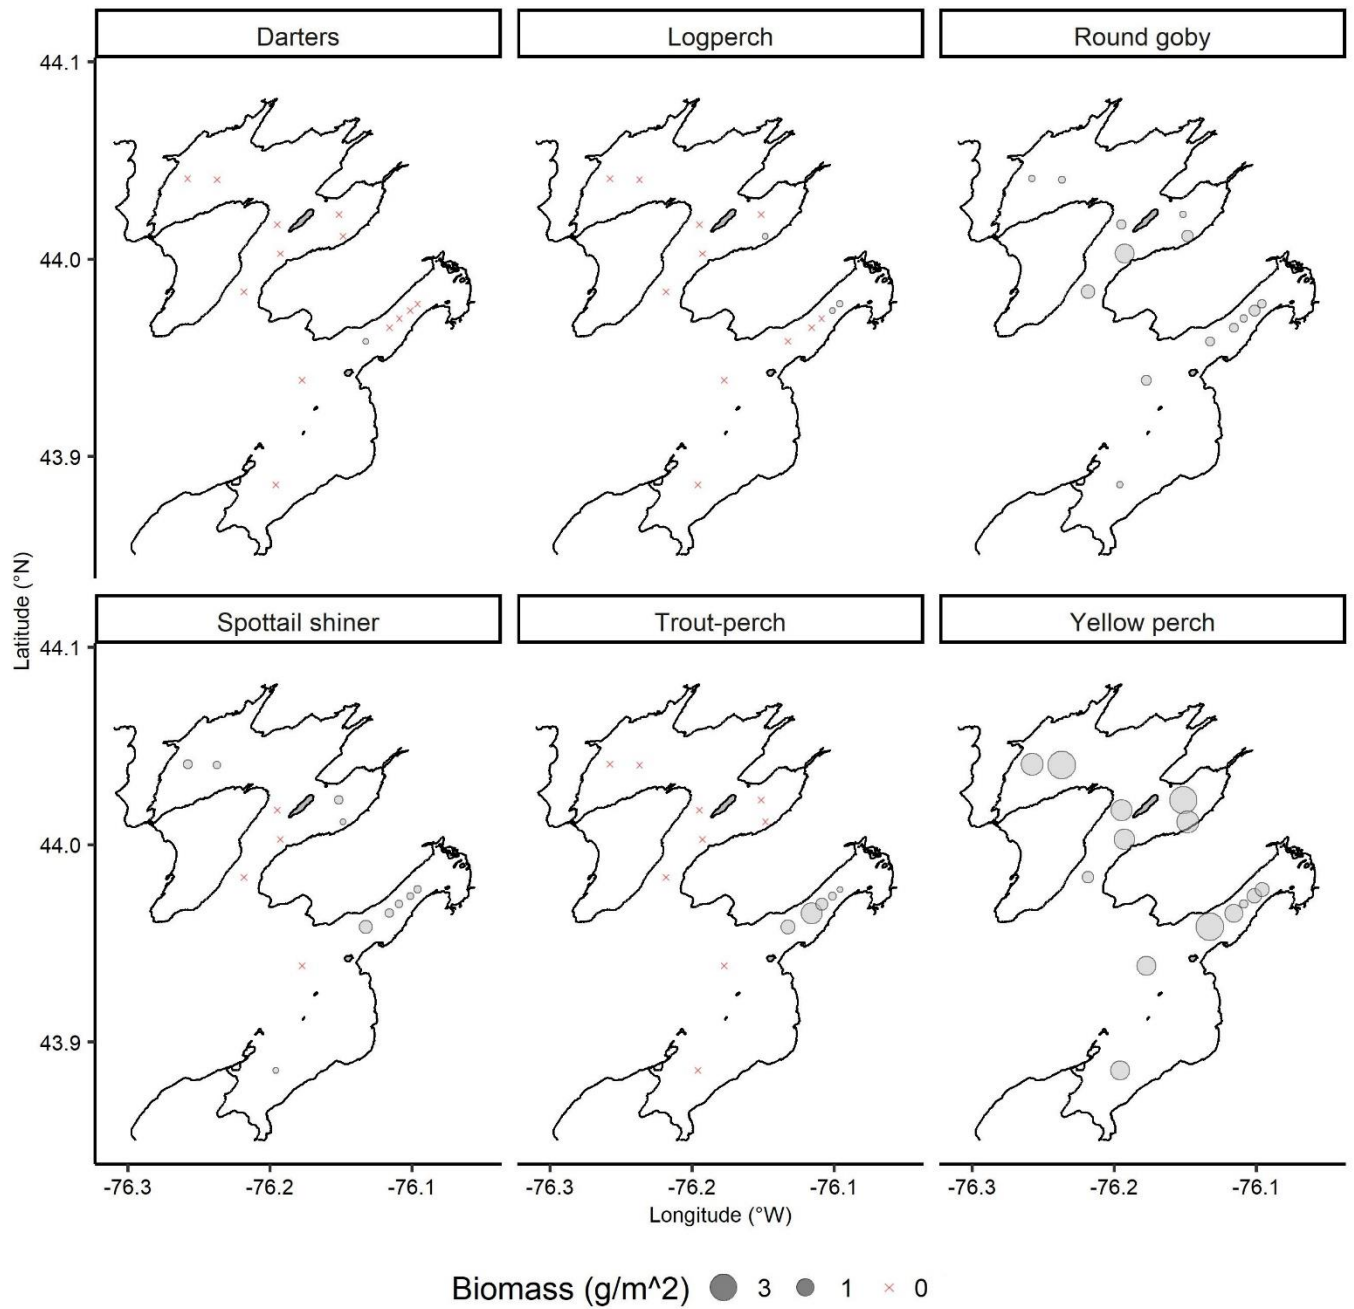 Darters Logperch Round goby
44.1
44.0
43.9
Latitude (°N)
Spottail shiner Trout-perch Yellow perch
44.1
44.0
43.9
-76.3 -76.2 -76.1 -76.3 -76.2 -76.1 -76.3 -76.2 -76.1
Longitude (°W)
Biomass (g/m^2) 3 1 0